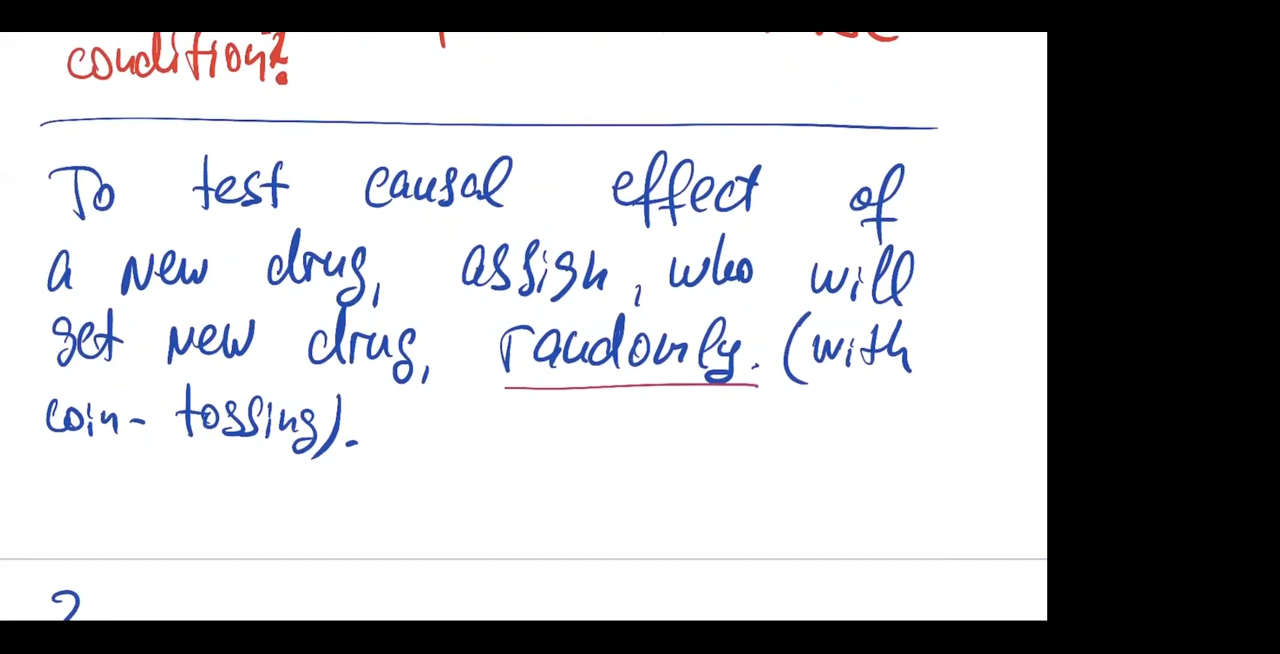 condition?
To test causal effect of
a new drug, assign, who will
get new drug, randomly. (with
coin-tossing).
2